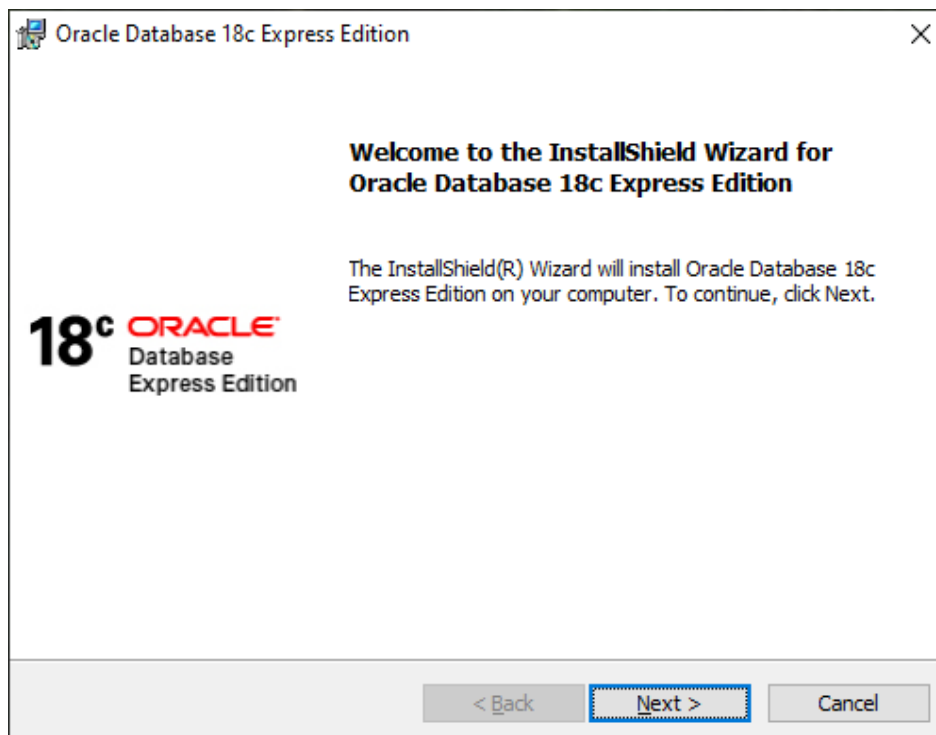 Oracle Database 18c Express Edition
Welcome to the InstallShield Wizard for
Oracle Database 18c Express Edition
The InstallShield(R) Wizard will install Oracle Database 18c
Express Edition on your computer. To continue, click Next.
18c ORACLE
Database
Express Edition
< Back Next > Cancel